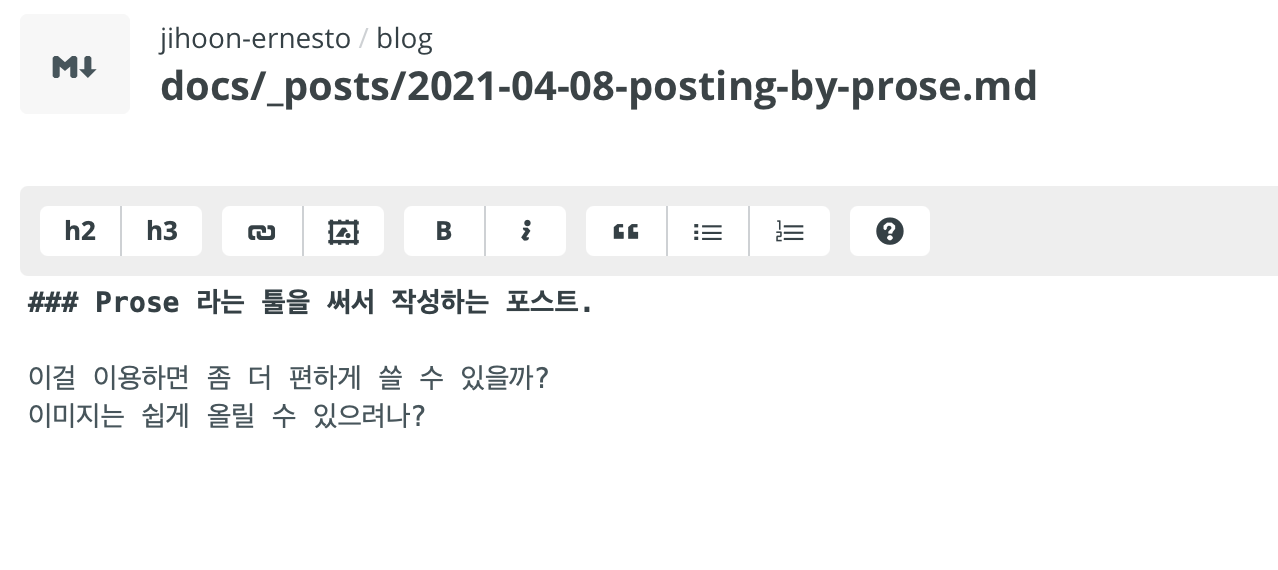 M↓
jihoon-ernesto / blog
docs/_posts/2021-04-08-posting-by-prose.md
h2 h3 B i ?
### Prose 라는 툴을 써서 작성하는 포스트.
이걸 이용하면 좀 더 편하게 쓸 수 있을까?
이미지는 쉽게 올릴 수 있으려나?